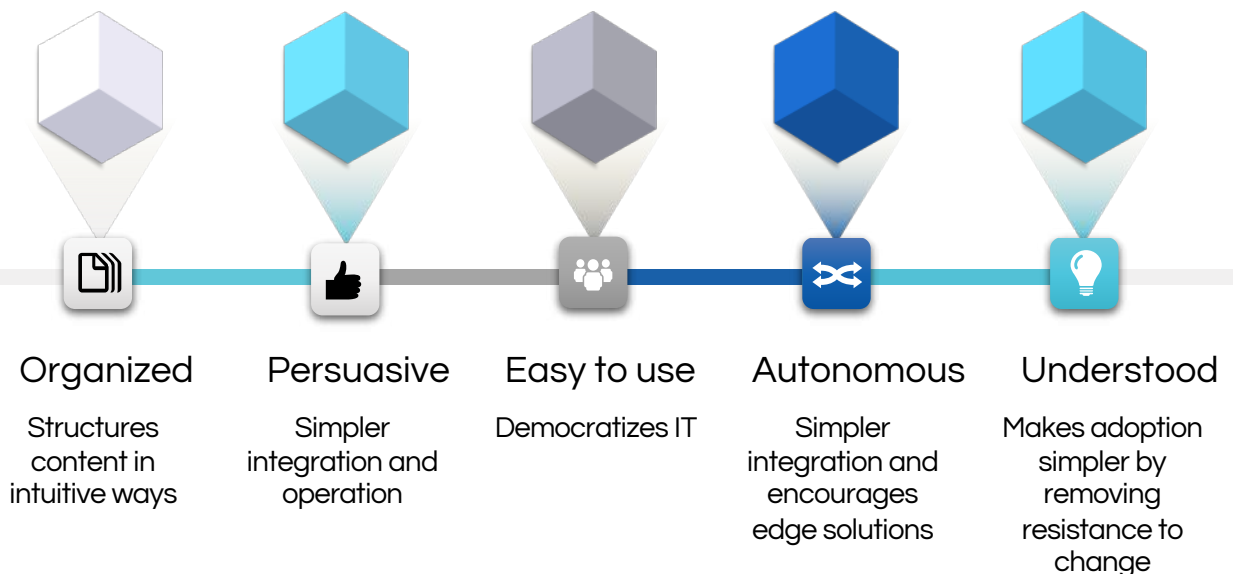 Organized
Structures
content in
intuitive ways
Persuasive
Simpler
integration and
operation
Easy to use
Democratizes IT
Autonomous
Simpler
integration and
encourages
edge solutions
Understood
Makes adoption
simpler by
removing
resistance to
change